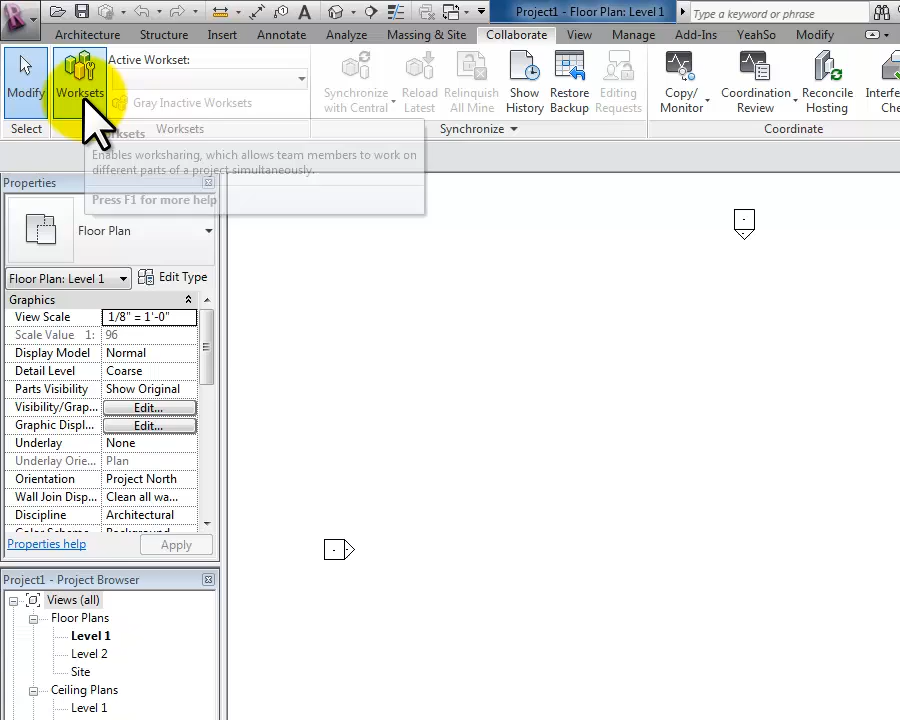 Project1 - Floor Plan: Level 1
Type a keyword or phrase
Architecture Structure Insert Annotate Analyze Massing & Site Collaborate View Manage Add-Ins YeahSo Modify
Modify
Worksets
Active Workset:
Gray Inactive Worksets
Synchronize
with Central
Reload
Latest
Relinquish
All Mine
Show
History
Restore
Backup
Editing
Requests
Copy/
Monitor
Coordination
Review
Reconcile
Hosting
Select
Worksets
Synchronize
Coordinate
Enables worksharing, which allows team members to work on
different parts of a project simultaneously.
Press F1 for more help
Properties
Floor Plan
Floor Plan: Level 1
Edit Type
Graphics
View Scale 1/8" = 1'-0"
Scale Value 1: 96
Display Model Normal
Detail Level Coarse
Parts Visibility Show Original
Visibility/Grap... Edit...
Graphic Displ... Edit...
Underlay None
Underlay Orie... Plan
Orientation Project North
Wall Join Disp... Clean all wa...
Discipline Architectural
Properties help
Apply
Project1 - Project Browser
Views (all)
Floor Plans
Level 1
Level 2
Site
Ceiling Plans
Level 1